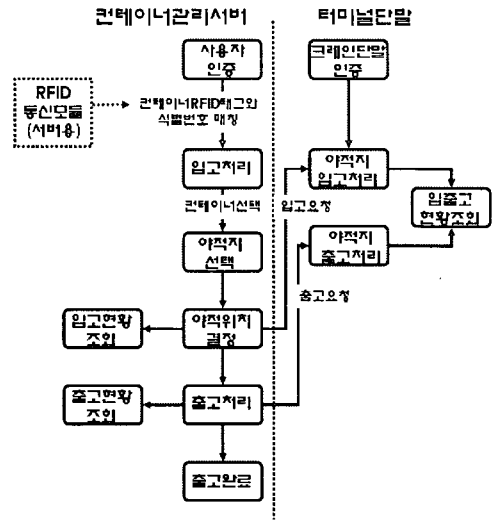 컨테이너관리서버
터미널단말
사용자
인증
크레인단말
인증
RFID
통신모듈
(서버용)
컨테이너RFID태그와
식별번호 매칭
입고처리
야적지
입고처리
입출고
현황조회
컨테이너선택
입고요청
야적지
선택
야적지
출고처리
출고요청
입고현황
조회
야적위치
결정
출고현황
조회
출고처리
출고완료